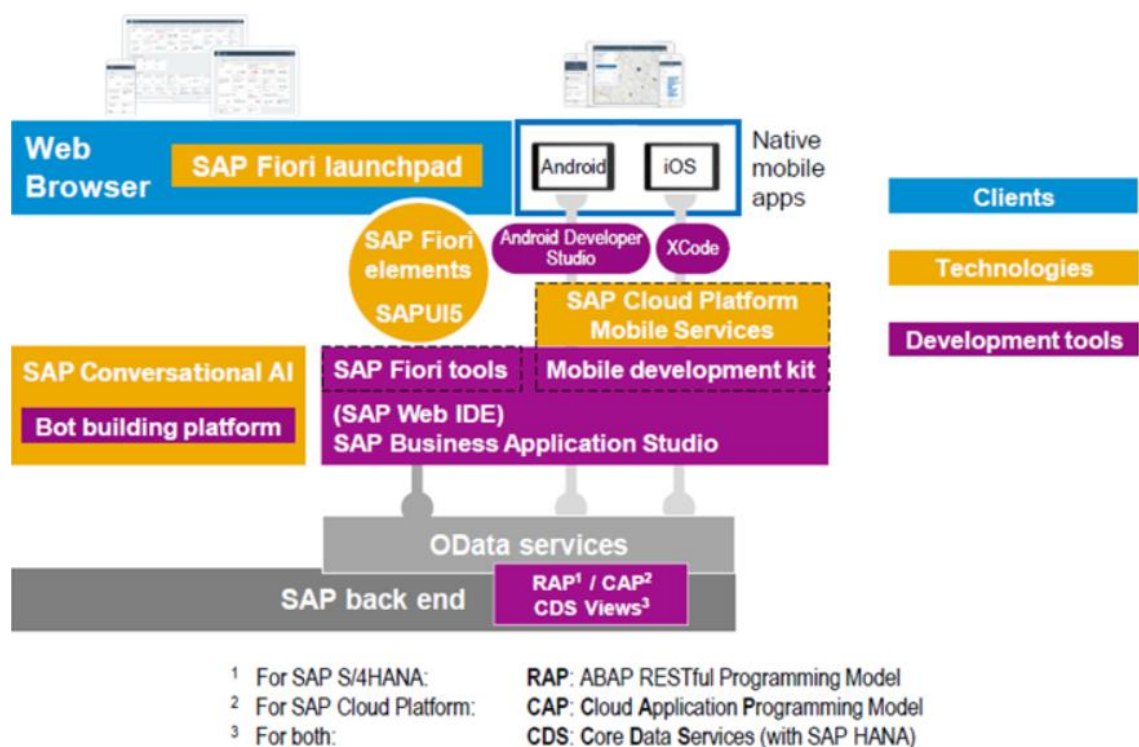 Web
Browser
SAP Fiori launchpad
Android
iOS
Native
mobile
apps
Clients
SAP Fiori
elements
SAPUI5
Android Developer
Studio
XCode
Technologies
SAP Cloud Platform
Mobile Services
Development tools
SAP Conversational AI
Bot building platform
SAP Fiori tools
Mobile development kit
(SAP Web IDE)
SAP Business Application Studio
OData services
SAP back end
RAP¹ / CAP²
CDS Views³
¹ For SAP S/4HANA: RAP: ABAP RESTful Programming Model
² For SAP Cloud Platform: CAP: Cloud Application Programming Model
³ For both: CDS: Core Data Services (with SAP HANA)